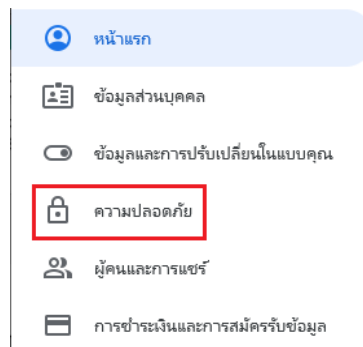 หน้าแรก
ข้อมูลส่วนบุคคล
ข้อมูลและการปรับเปลี่ยนในแบบคุณ
ความปลอดภัย
ผู้คนและการแชร์
การชำระเงินและการสมัครรับข้อมูล